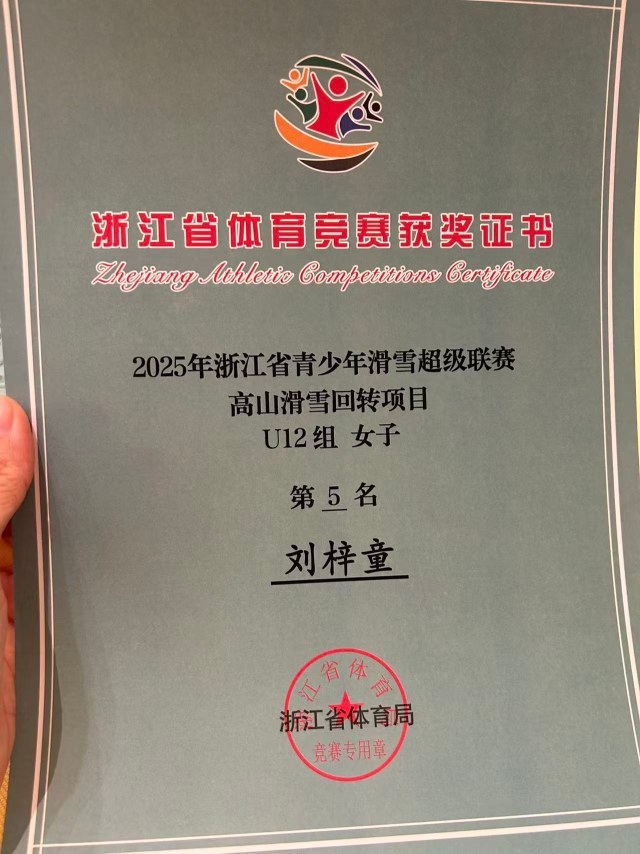 浙江省体育竞赛获奖证书
Zhejiang Athletic Competitions Certificate
2025年浙江省青少年滑雪超级联赛
高山滑雪回转项目
U12组 女子
第 5 名
刘梓童
浙江省体育局
浙江省体育局
竞赛专用章